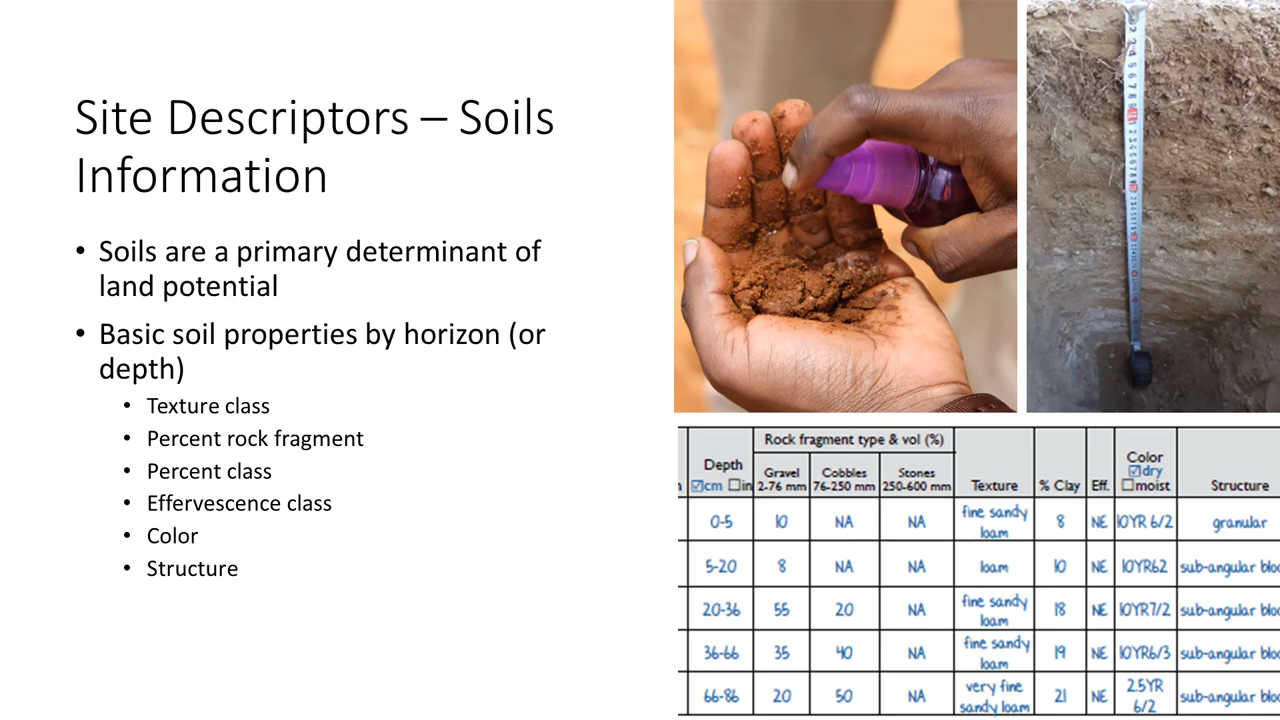 Site Descriptors – Soils
Information
• Soils are a primary determinant of
land potential
• Basic soil properties by horizon (or
depth)
• Texture class
• Percent rock fragment
• Percent class
• Effervescence class
• Color
• Structure
Depth
☑cm ☐in
Rock fragment type & vol (%)
Gravel
2-76 mm
Cobbles
76-250 mm
Stones
250-600 mm
Texture
% Clay
Eff.
Color
☑dry
☐moist
Structure
0-5 10 NA NA fine sandy loam 8 NE 10YR 6/2 granular
5-20 8 NA NA loam 10 NE 10YR62 sub-angular
20-36 55 20 NA fine sandy loam 18 NE 10YR7/2 sub-angular
36-66 35 40 NA fine sandy loam 19 NE 10YR6/3 sub-angular
66-86 20 50 NA very fine sandy loam 21 NE 2.5YR 6/2 sub-angular